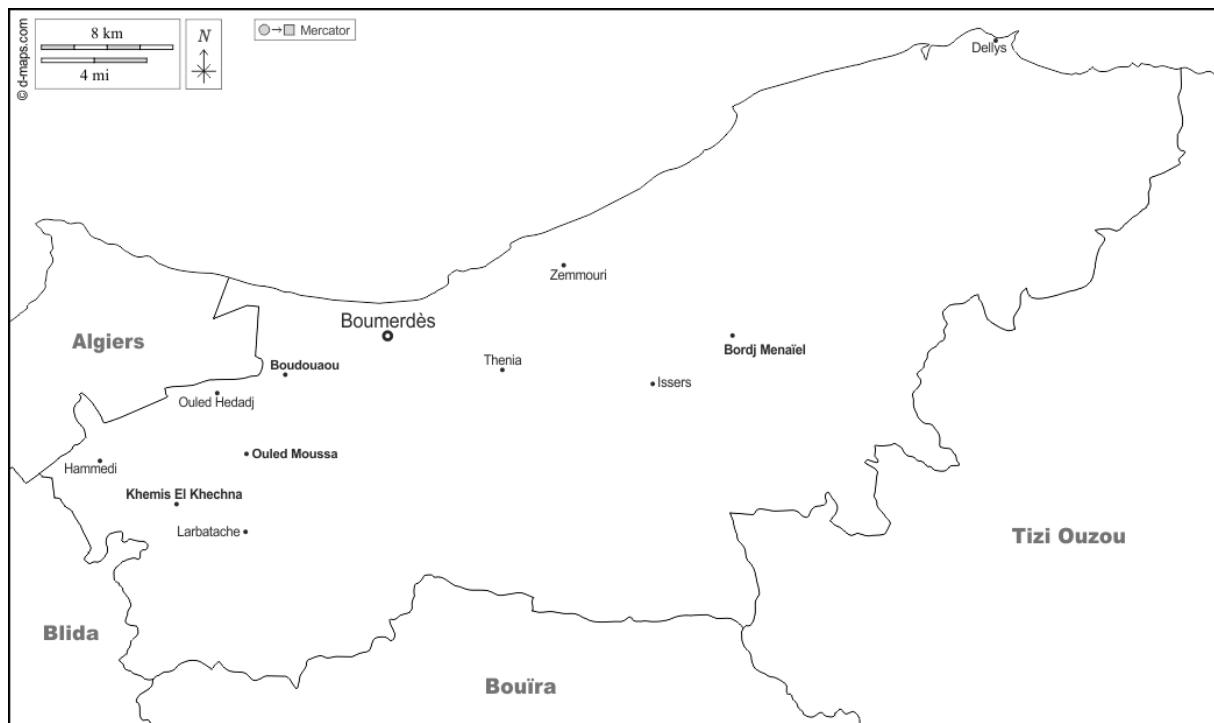 © d-maps.com
8 km
4 mi
N
Mercator
Dellys
Zemmouri
Boumerdès
Algiers
Bordj Menaïel
Thenia
Boudouaou
Issers
Ouled Hedadj
Ouled Moussa
Hammedi
Khemis El Khechna
Larbatache
Tizi Ouzou
Blida
Bouïra